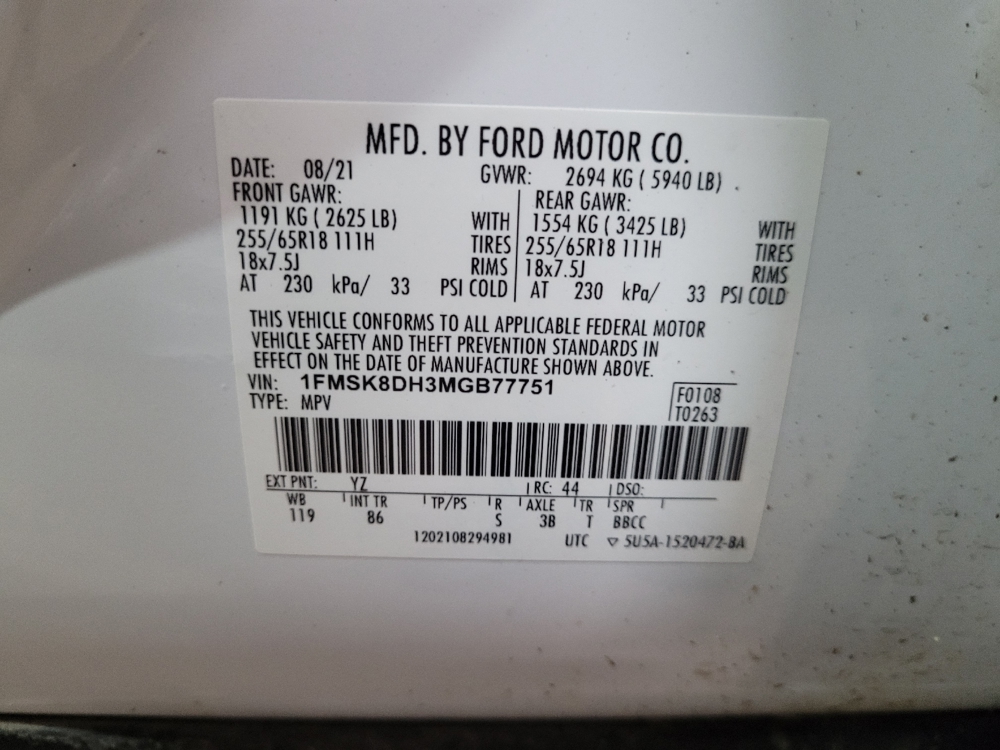 MFD. BY FORD MOTOR CO.
DATE: 08/21 GVWR: 2694 KG ( 5940 LB)
FRONT GAWR: REAR GAWR:
1191 KG ( 2625 LB) WITH 1554 KG ( 3425 LB) WITH
255/65R18 111H TIRES 255/65R18 111H TIRES
18x7.5J RIMS 18x7.5J RIMS
AT 230 kPa/ 33 PSI COLD AT 230 kPa/ 33 PSI COLD
THIS VEHICLE CONFORMS TO ALL APPLICABLE FEDERAL MOTOR
VEHICLE SAFETY AND THEFT PREVENTION STANDARDS IN
EFFECT ON THE DATE OF MANUFACTURE SHOWN ABOVE.
VIN: 1FMSK8DH3MGB77751 F0108
TYPE: MPV T0263
EXT PNT: YZ RC: 44 DSO:
WB INT TR TP/PS R AXLE TR SPR
119 86 S 3B T BBCC
1202108294981 UTC ▽ 5U5A-1520472-BA